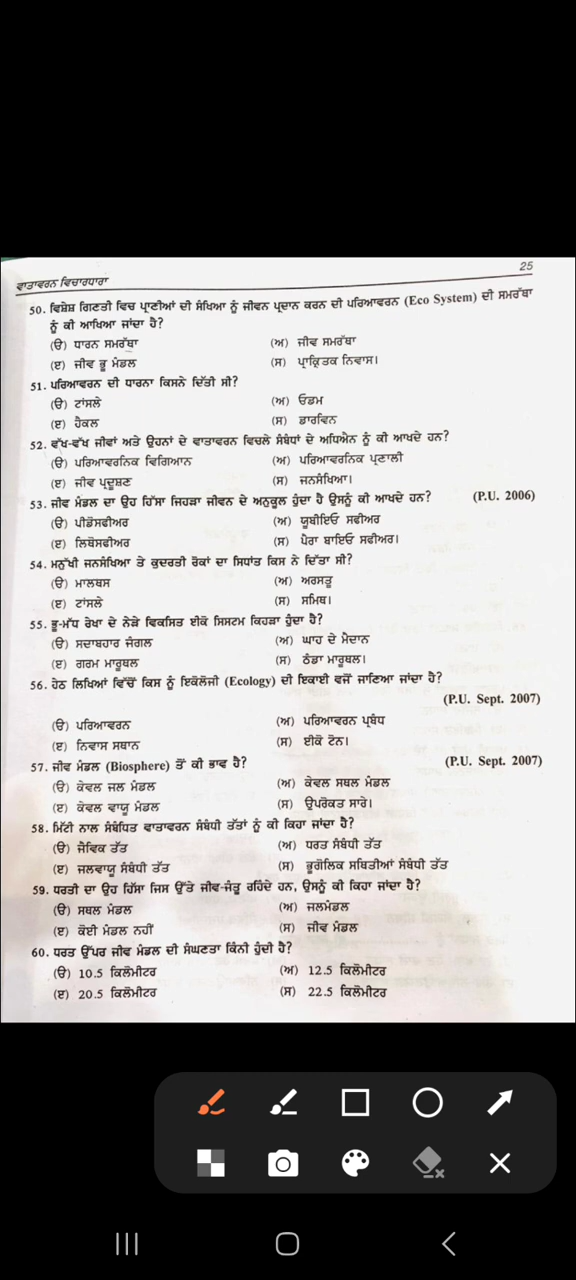 ਵਾਤਾਵਰਨ ਵਿਚਾਰਧਾਰਾ
25
50. ਵਿਸ਼ੇਸ਼ ਗਿਣਤੀ ਵਿਚ ਪ੍ਰਾਣੀਆਂ ਦੀ ਸੰਖਿਆ ਨੂੰ ਜੀਵਨ ਪ੍ਰਦਾਨ ਕਰਨ ਦੀ ਪਰਿਆਵਰਨ (Eco System) ਦੀ ਸਮਰੱਥਾ
ਨੂੰ ਕੀ ਆਖਿਆ ਜਾਂਦਾ ਹੈ?
(ੳ) ਧਾਰਨ ਸਮਰੱਥਾ (ਅ) ਜੀਵ ਸਮਰੱਥਾ
(ੲ) ਜੀਵ ਭੂ ਮੰਡਲ (ਸ) ਪ੍ਰਾਕ੍ਰਿਤਕ ਨਿਵਾਸ।
51. ਪਰਿਆਵਰਨ ਦੀ ਧਾਰਨਾ ਕਿਸਨੇ ਦਿੱਤੀ ਸੀ?
(ੳ) ਟਾਂਸਲੇ (ਅ) ਓਡਮ
(ੲ) ਹੈਕਲ (ਸ) ਡਾਰਵਿਨ
52. ਵੱਖ-ਵੱਖ ਜੀਵਾਂ ਅਤੇ ਉਹਨਾਂ ਦੇ ਵਾਤਾਵਰਨ ਵਿਚਲੇ ਸੰਬੰਧਾਂ ਦੇ ਅਧਿਐਨ ਨੂੰ ਕੀ ਆਖਦੇ ਹਨ?
(ੳ) ਪਰਿਆਵਰਨਿਕ ਵਿਗਿਆਨ (ਅ) ਪਰਿਆਵਰਨਿਕ ਪ੍ਰਣਾਲੀ
(ੲ) ਜੀਵ ਪ੍ਰਦੂਸ਼ਣ (ਸ) ਜਨਸੰਖਿਆ।
53. ਜੀਵ ਮੰਡਲ ਦਾ ਉਹ ਹਿੱਸਾ ਜਿਹੜਾ ਜੀਵਨ ਦੇ ਅਨੁਕੂਲ ਹੁੰਦਾ ਹੈ ਉਸਨੂੰ ਕੀ ਆਖਦੇ ਹਨ? (P.U. 2006)
(ੳ) ਪੀਡੋਸਫੀਅਰ (ਅ) ਯੂਬੀਇਓ ਸਫੀਅਰ
(ੲ) ਲਿਥੋਸਫੀਅਰ (ਸ) ਪੈਰਾ ਬਾਇਓ ਸਫੀਅਰ।
54. ਮਨੁੱਖੀ ਜਨਸੰਖਿਆ ਤੇ ਕੁਦਰਤੀ ਰੋਕਾਂ ਦਾ ਸਿਧਾਂਤ ਕਿਸ ਨੇ ਦਿੱਤਾ ਸੀ?
(ੳ) ਮਾਲਥਸ (ਅ) ਅਰਸਤੂ
(ੲ) ਟਾਂਸਲੇ (ਸ) ਸਮਿਥ।
55. ਭੂ-ਮੱਧ ਰੇਖਾ ਦੇ ਨੇੜੇ ਵਿਕਸਿਤ ਈਕੋ ਸਿਸਟਮ ਕਿਹੜਾ ਹੁੰਦਾ ਹੈ?
(ੳ) ਸਦਾਬਹਾਰ ਜੰਗਲ (ਅ) ਘਾਹ ਦੇ ਮੈਦਾਨ
(ੲ) ਗਰਮ ਮਾਰੂਥਲ (ਸ) ਠੰਡਾ ਮਾਰੂਥਲ।
56. ਹੇਠ ਲਿਖਿਆਂ ਵਿੱਚੋਂ ਕਿਸ ਨੂੰ ਇਕੋਲੋਜੀ (Ecology) ਦੀ ਇਕਾਈ ਵਜੋਂ ਜਾਣਿਆ ਜਾਂਦਾ ਹੈ?
(P.U. Sept. 2007)
(ੳ) ਪਰਿਆਵਰਨ (ਅ) ਪਰਿਆਵਰਨ ਪ੍ਰਬੰਧ
(ੲ) ਨਿਵਾਸ ਸਥਾਨ (ਸ) ਈਕੋ ਟੋਨ।
57. ਜੀਵ ਮੰਡਲ (Biosphere) ਤੋਂ ਕੀ ਭਾਵ ਹੈ? (P.U. Sept. 2007)
(ੳ) ਕੇਵਲ ਜਲ ਮੰਡਲ (ਅ) ਕੇਵਲ ਸਥਲ ਮੰਡਲ
(ੲ) ਕੇਵਲ ਵਾਯੂ ਮੰਡਲ (ਸ) ਉਪਰੋਕਤ ਸਾਰੇ।
58. ਮਿੱਟੀ ਨਾਲ ਸੰਬੰਧਿਤ ਵਾਤਾਵਰਨ ਸੰਬੰਧੀ ਤੱਤਾਂ ਨੂੰ ਕੀ ਕਿਹਾ ਜਾਂਦਾ ਹੈ?
(ੳ) ਜੈਵਿਕ ਤੱਤ (ਅ) ਧਰਤ ਸੰਬੰਧੀ ਤੱਤ
(ੲ) ਜਲਵਾਯੂ ਸੰਬੰਧੀ ਤੱਤ (ਸ) ਭੂਗੋਲਿਕ ਸਥਿਤੀਆਂ ਸੰਬੰਧੀ ਤੱਤ
59. ਧਰਤੀ ਦਾ ਉਹ ਹਿੱਸਾ ਜਿਸ ਉੱਤੇ ਜੀਵ-ਜੰਤੂ ਰਹਿੰਦੇ ਹਨ, ਉਸਨੂੰ ਕੀ ਕਿਹਾ ਜਾਂਦਾ ਹੈ?
(ੳ) ਸਥਲ ਮੰਡਲ (ਅ) ਜਲਮੰਡਲ
(ੲ) ਕੋਈ ਮੰਡਲ ਨਹੀਂ (ਸ) ਜੀਵ ਮੰਡਲ
60. ਧਰਤ ਉੱਪਰ ਜੀਵ ਮੰਡਲ ਦੀ ਸੰਘਣਤਾ ਕਿੰਨੀ ਹੁੰਦੀ ਹੈ?
(ੳ) 10.5 ਕਿਲੋਮੀਟਰ (ਅ) 12.5 ਕਿਲੋਮੀਟਰ
(ੲ) 20.5 ਕਿਲੋਮੀਟਰ (ਸ) 22.5 ਕਿਲੋਮੀਟਰ